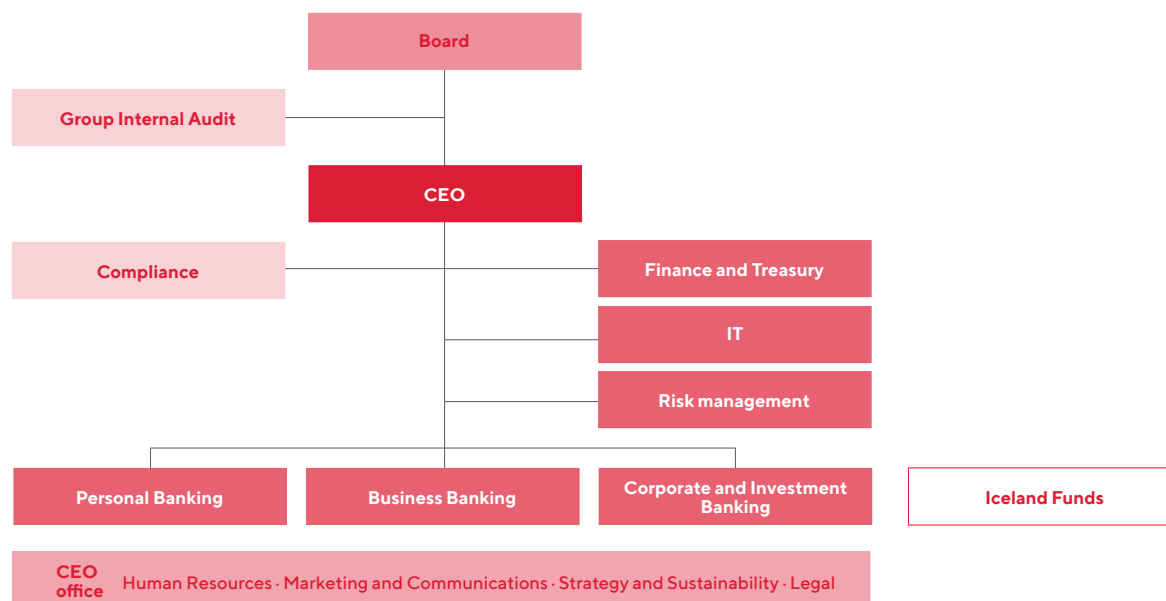 Board
Group Internal Audit
CEO
Compliance
Finance and Treasury
IT
Risk management
Personal Banking
Business Banking
Corporate and Investment
Banking
Iceland Funds
CEO
office
Human Resources · Marketing and Communications · Strategy and Sustainability · Legal